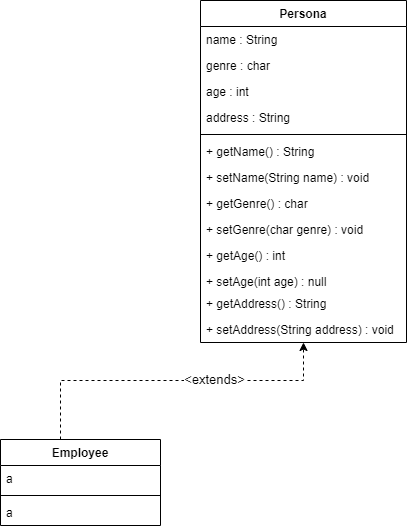 Persona
name : String
genre : char
age : int
address : String
+ getName() : String
+ setName(String name) : void
+ getGenre() : char
+ setGenre(char genre) : void
+ getAge() : int
+ setAge(int age) : null
+ getAddress() : String
+ setAddress(String address) : void
<extends>
Employee
a
a